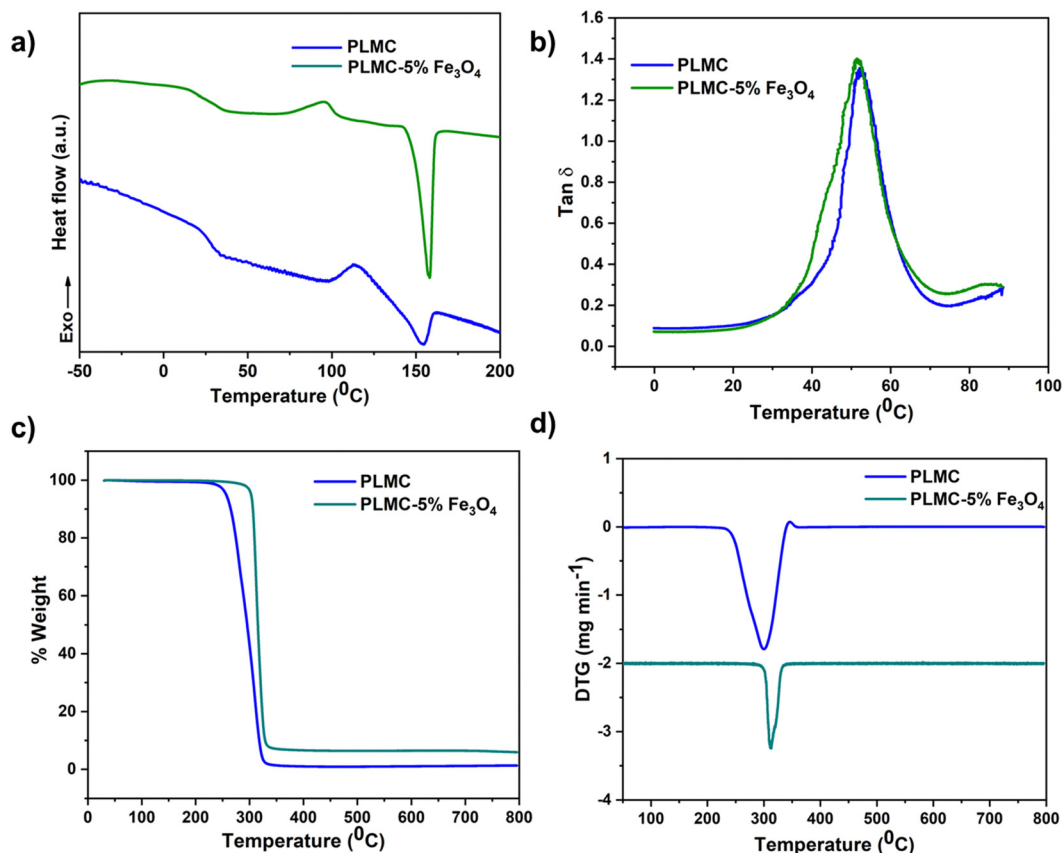 a)
PLMC
PLMC-5% Fe₃O₄
Heat flow (a.u.)
Exo
-50 0 50 100 150 200
Temperature (⁰C)
b)
PLMC
PLMC-5% Fe₃O₄
Tan δ
1.6
1.4
1.2
1.0
0.8
0.6
0.4
0.2
0.0
0 20 40 60 80 100
Temperature (⁰C)
c)
PLMC
PLMC-5% Fe₃O₄
% Weight
100
80
60
40
20
0
0 100 200 300 400 500 600 700 800
Temperature (⁰C)
d)
PLMC
PLMC-5% Fe₃O₄
DTG (mg min⁻¹)
1
0
-1
-2
-3
-4
100 200 300 400 500 600 700 800
Temperature (⁰C)